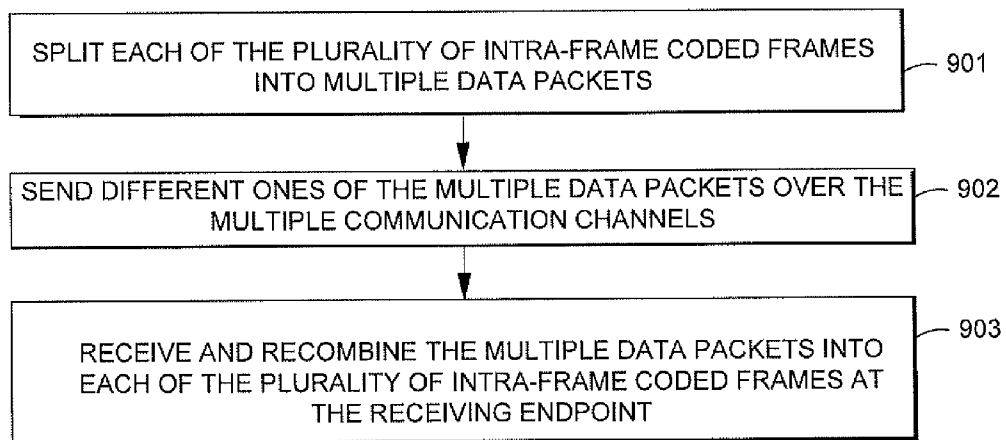 SPLIT EACH OF THE PLURALITY OF INTRA-FRAME CODED FRAMES
INTO MULTIPLE DATA PACKETS
901
SEND DIFFERENT ONES OF THE MULTIPLE DATA PACKETS OVER THE
MULTIPLE COMMUNICATION CHANNELS
902
RECEIVE AND RECOMBINE THE MULTIPLE DATA PACKETS INTO
EACH OF THE PLURALITY OF INTRA-FRAME CODED FRAMES AT
THE RECEIVING ENDPOINT
903